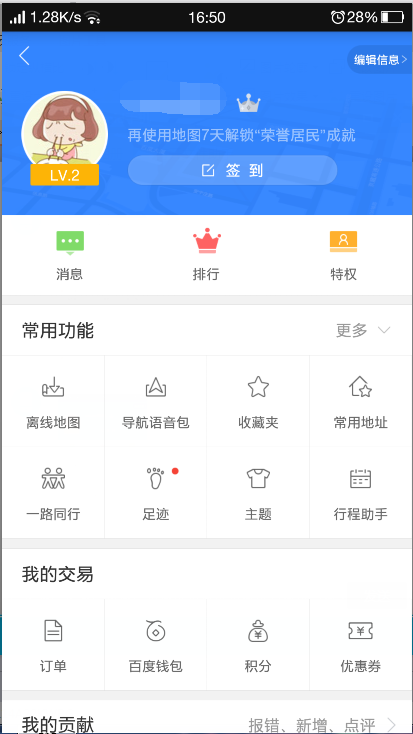 1.28K/s 16:50 28%
编辑信息
再使用地图7天解锁“荣誉居民”成就
LV.2
签 到
消息 排行 特权
常用功能 更多
离线地图 导航语音包 收藏夹 常用地址
一路同行 足迹 主题 行程助手
我的交易
订单 百度钱包 积分 优惠券
我的贡献 报错、新增、点评